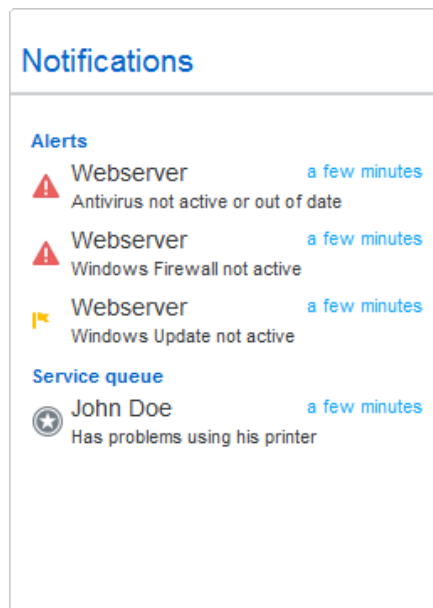 Notifications
Alerts
Webserver a few minutes
Antivirus not active or out of date
Webserver a few minutes
Windows Firewall not active
Webserver a few minutes
Windows Update not active
Service queue
John Doe a few minutes
Has problems using his printer